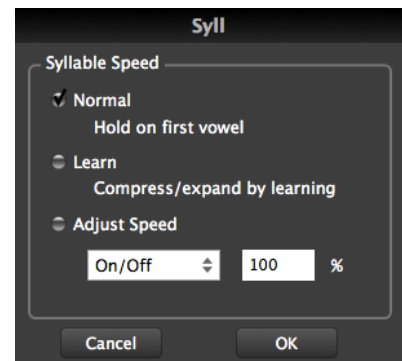 Syll
Syllable Speed
Normal
Hold on first vowel
Learn
Compress/expand by learning
Adjust Speed
On/Off 100 %
Cancel OK